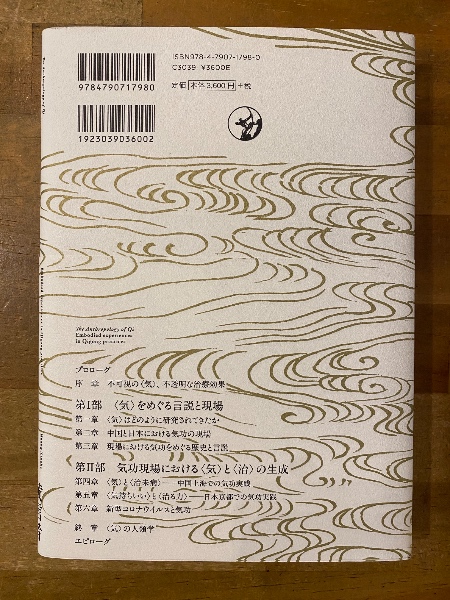 ISBN978-4-7907-1798-0
C3039 ¥3600E
定価 本体3,600円 +税
9784790717980
1923039036002
The Anthropology of Qi
Embodied experiences
in Qigong practices
プロローグ
序 章 不可視の〈気〉、不透明な治療効果
第Ⅰ部 〈気〉をめぐる言説と現場
第一章 〈気〉はどのように研究されてきたか
第二章 中国と日本における気功の現場
第三章 現場における気功をめぐる歴史と言説
第Ⅱ部 気功現場における〈気〉と〈治〉の生成
第四章 〈気〉と〈治未病〉──中国上海での気功実践
第五章 〈気持ちいい〉と〈治る力〉──日本京都での気功実践
第六章 新型コロナウイルスと気功
終 章 〈気〉の人類学
エピローグ